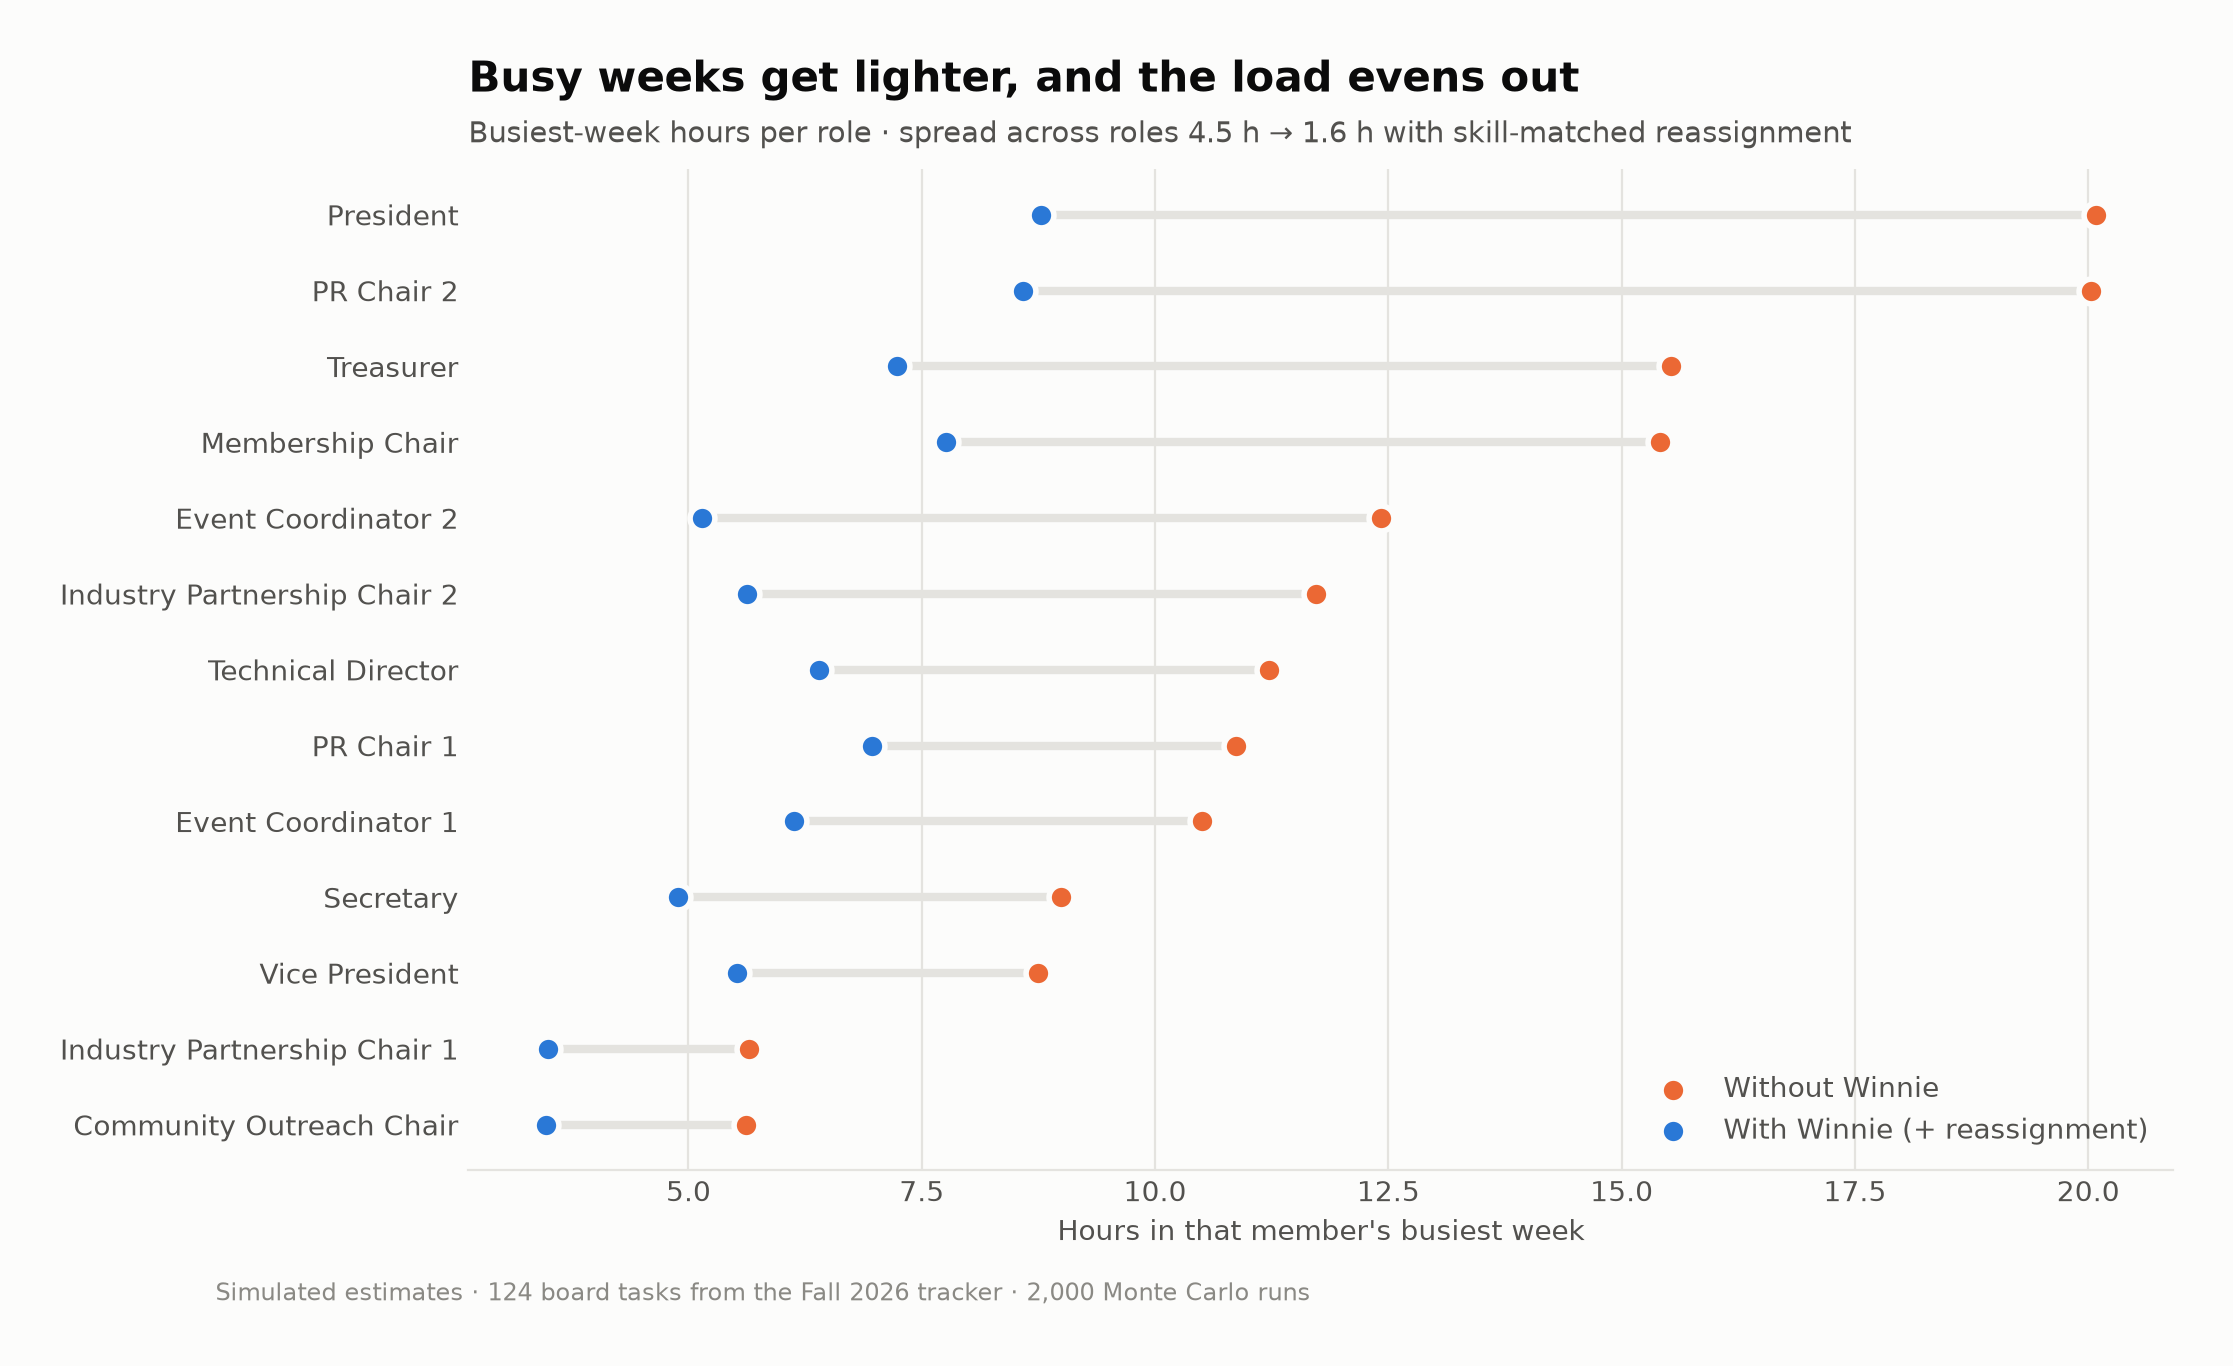 Busy weeks get lighter, and the load evens out
Busiest-week hours per role · spread across roles 4.5 h → 1.6 h with skill-matched reassignment
President
PR Chair 2
Treasurer
Membership Chair
Event Coordinator 2
Industry Partnership Chair 2
Technical Director
PR Chair 1
Event Coordinator 1
Secretary
Vice President
Industry Partnership Chair 1
Community Outreach Chair
Without Winnie
With Winnie (+ reassignment)
5.0 7.5 10.0 12.5 15.0 17.5 20.0
Hours in that member's busiest week
Simulated estimates · 124 board tasks from the Fall 2026 tracker · 2,000 Monte Carlo runs